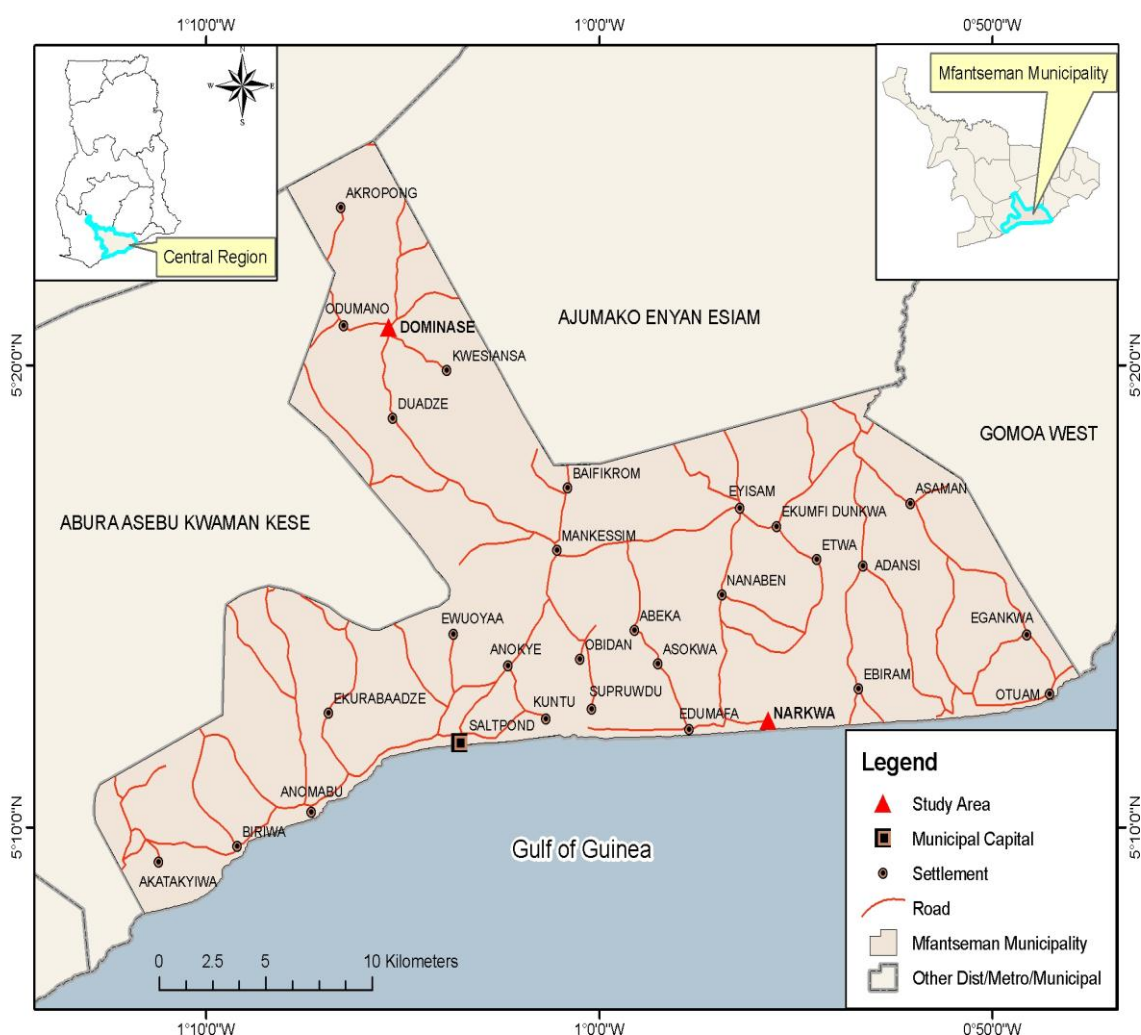 1°10'0"W
1°0'0"W
0°50'0"W
N
W
E
S
Central Region
Mfantseman Municipality
AKROPONG
ODUMANO
DOMINASE
KWESIANSA
DUADZE
AJUMAKO ENYAN ESIAM
5°20'0"N
5°20'0"N
GOMOA WEST
BAIFIKROM
EYISAM
ASAMAN
EKUMFI DUNKWA
ABURA ASEBU KWAMAN KESE
MANKESSIM
ETWA
ADANSI
NANABEN
EWUOYAA
ABEKA
EGANKWA
ANOKYE
OBIDAN
ASOKWA
EBIRAM
OTUAM
EKURABAADZE
KUNTU
SUPRUWDU
SALTPOND
EDUMAFA
NARKWA
ANOMABU
BIRIWA
AKATAKYIWA
5°10'0"N
5°10'0"N
Gulf of Guinea
0 2.5 5 10 Kilometers
Legend
Study Area
Municipal Capital
Settlement
Road
Mfantseman Municipality
Other Dist/Metro/Municipal
1°10'0"W
1°0'0"W
0°50'0"W